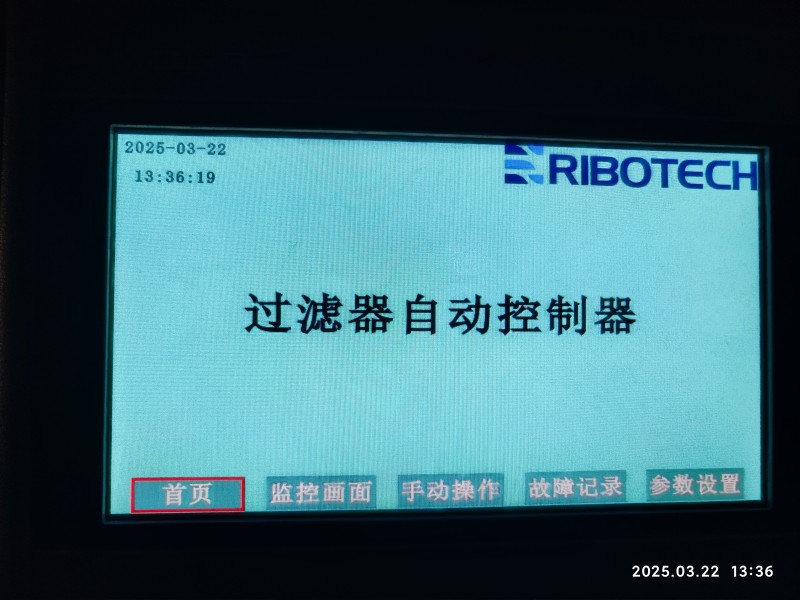 2025-03-22
RIBOTECH
13:36:19
过滤器自动控制器
首页 监控画面 手动操作 故障记录 参数设置
2025.03.22 13:36